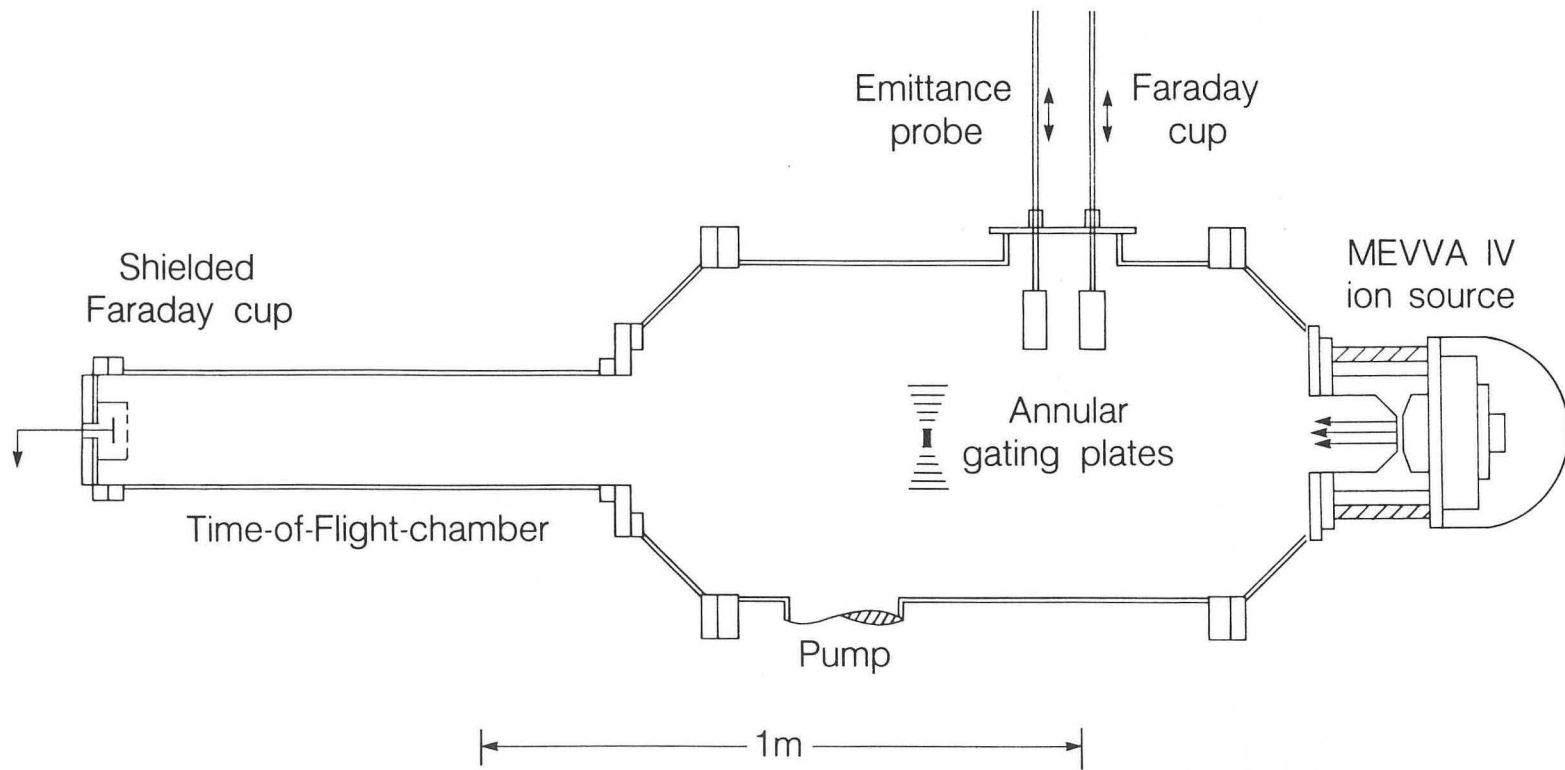 Emittance
probe
Faraday
cup
Shielded
Faraday cup
MEVVA IV
ion source
Annular
gating plates
Time-of-Flight-chamber
Pump
1m